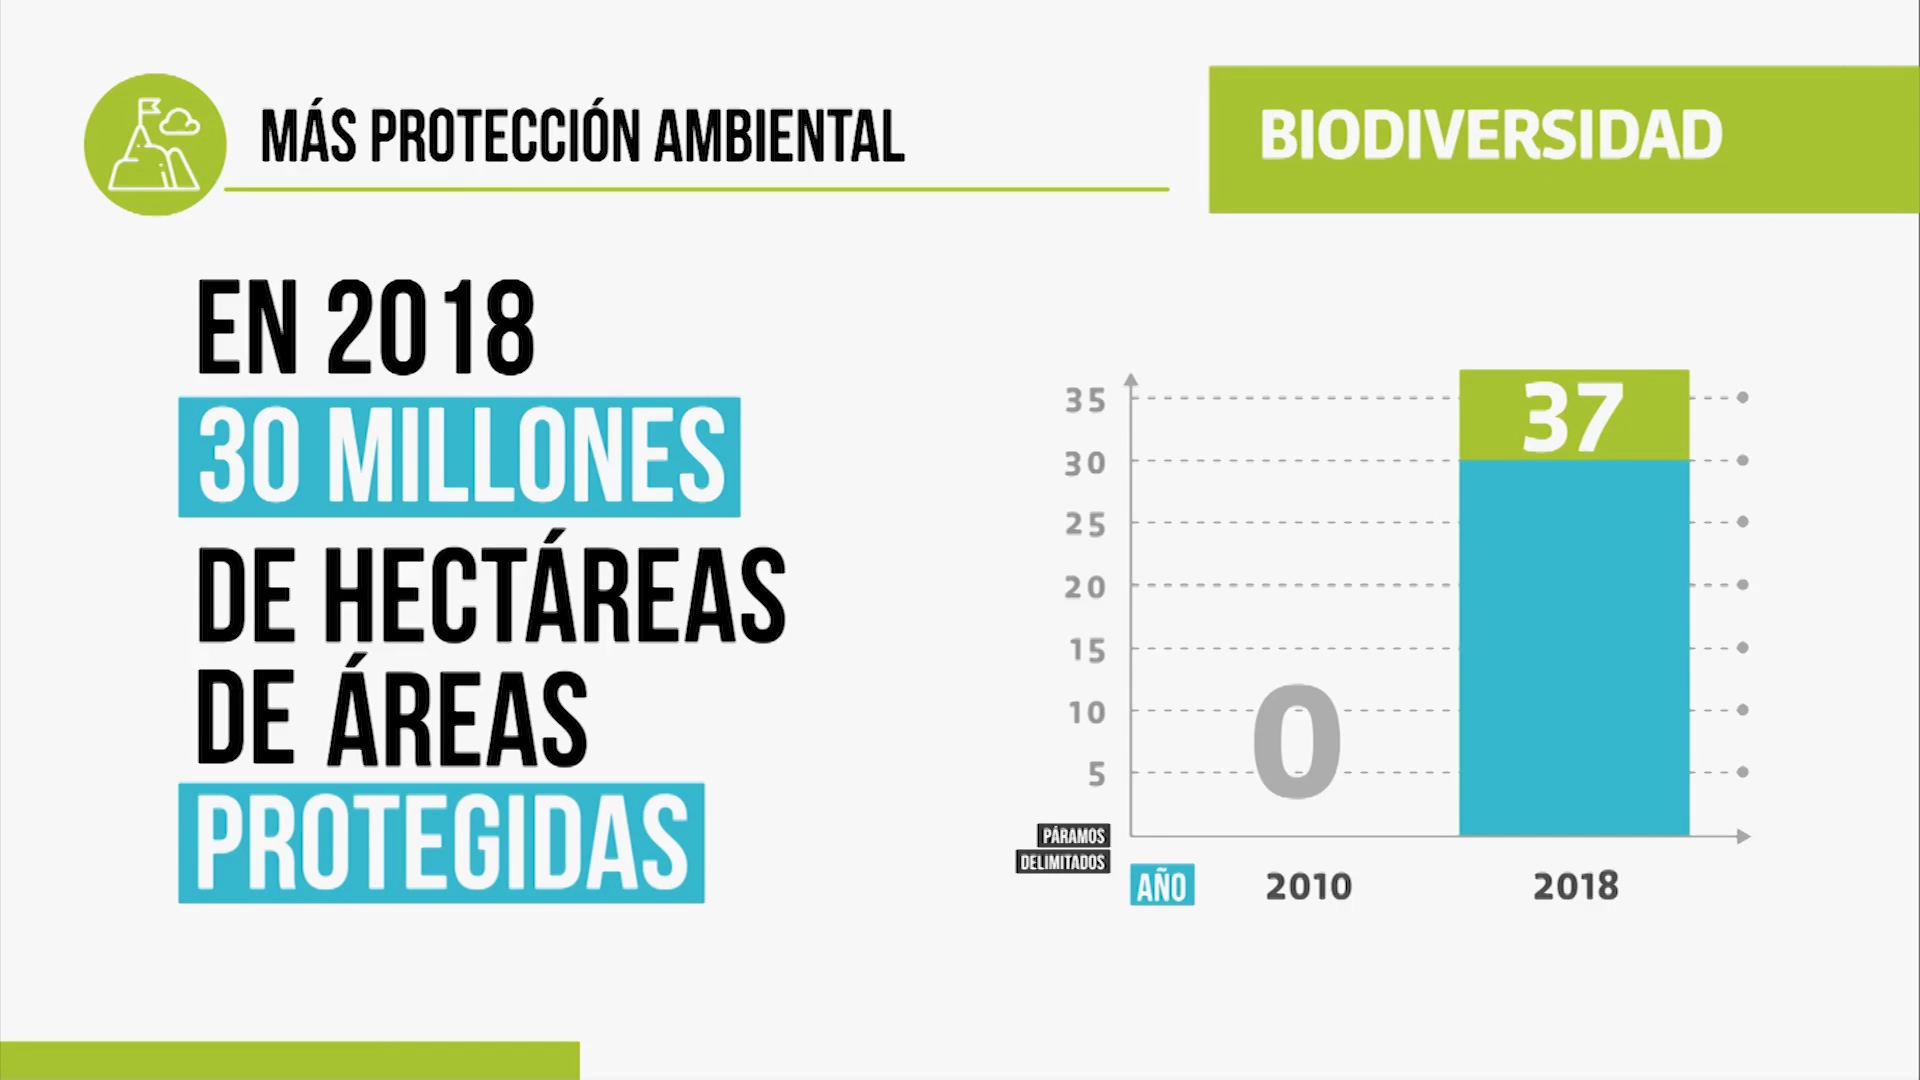 MÁS PROTECCIÓN AMBIENTAL
BIODIVERSIDAD
EN 2018
30 MILLONES
DE HECTÁREAS
DE ÁREAS
PROTEGIDAS
35
30
25
20
15
10
5
37
0
PÁRAMOS
DELIMITADOS
AÑO
2010
2018